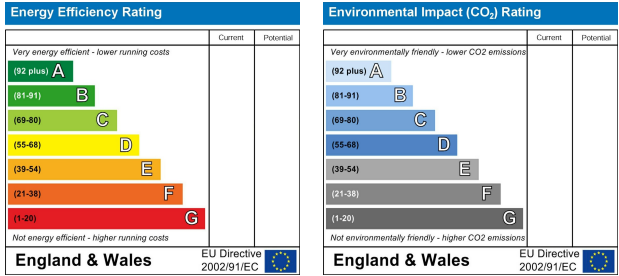 Energy Efficiency Rating
Current Potential
Very energy efficient - lower running costs
(92 plus) A
(81-91) B
(69-80) C
(55-68) D
(39-54) E
(21-38) F
(1-20) G
Not energy efficient - higher running costs
England & Wales
EU Directive
2002/91/EC
Environmental Impact (CO₂) Rating
Current Potential
Very environmentally friendly - lower CO2 emissions
(92 plus) A
(81-91) B
(69-80) C
(55-68) D
(39-54) E
(21-38) F
(1-20) G
Not environmentally friendly - higher CO2 emissions
England & Wales
EU Directive
2002/91/EC